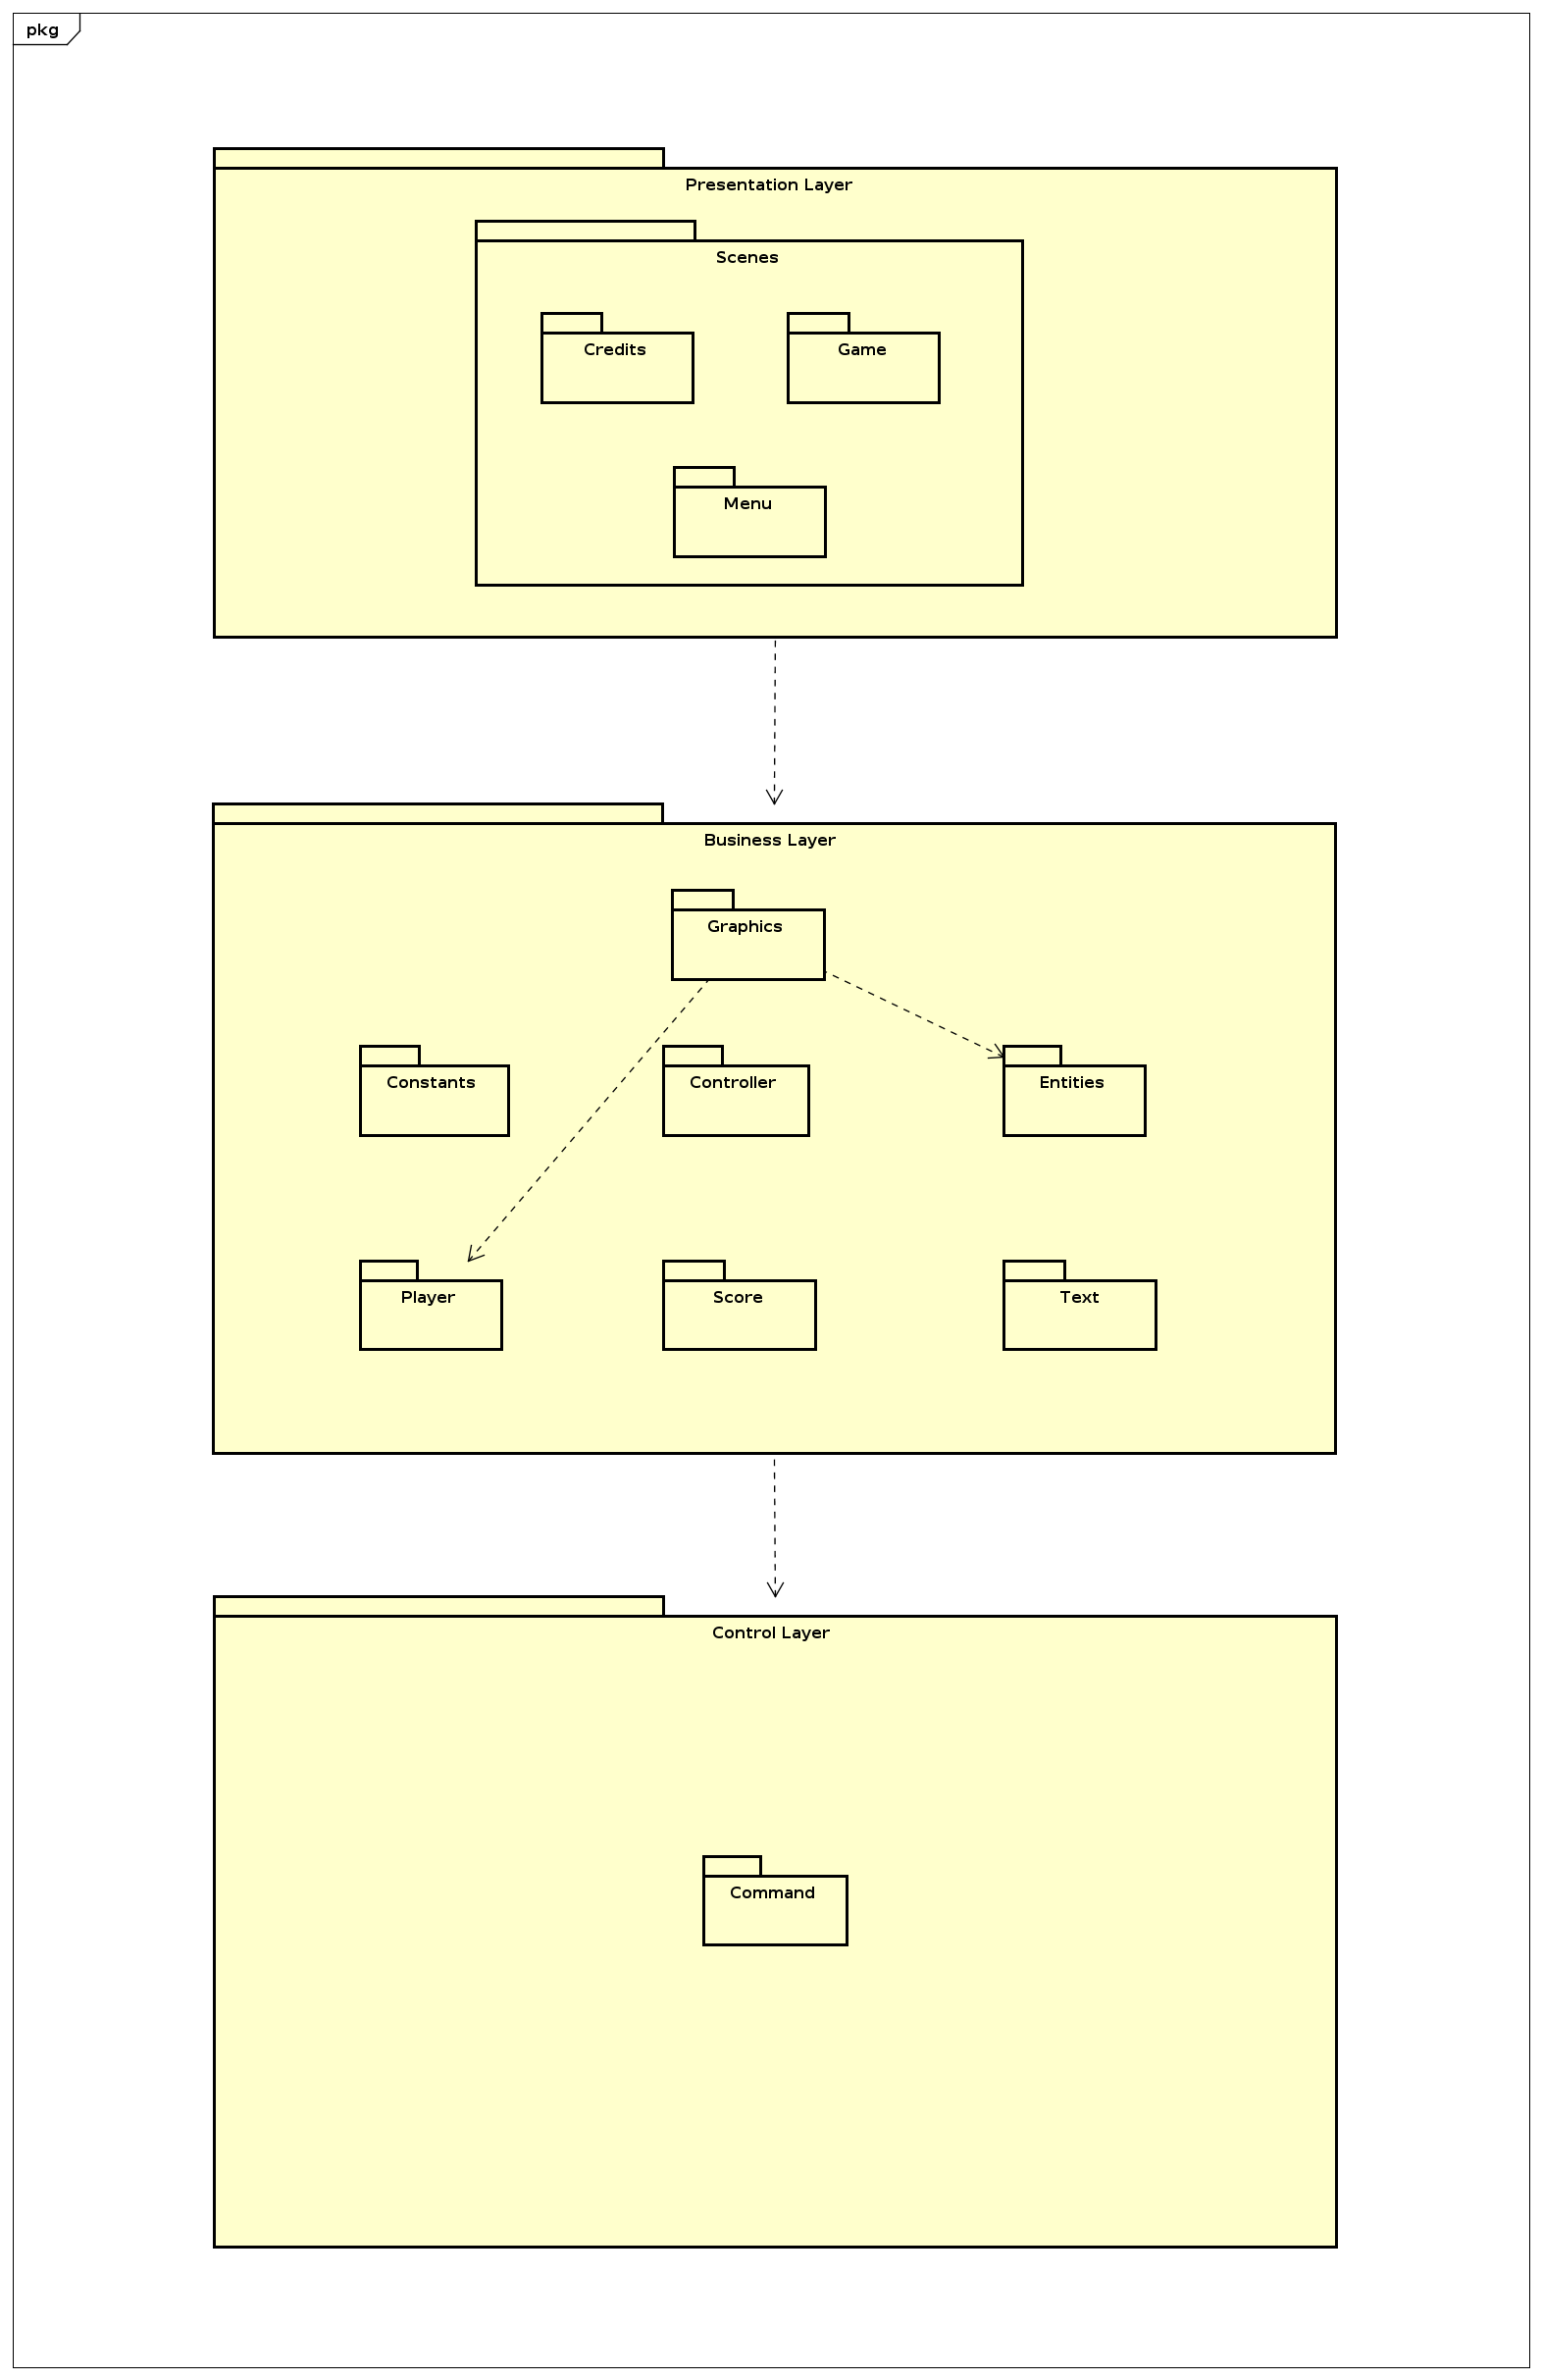 pkg
Presentation Layer
Scenes
Credits
Game
Menu
Business Layer
Graphics
Constants
Controller
Entities
Player
Score
Text
Control Layer
Command